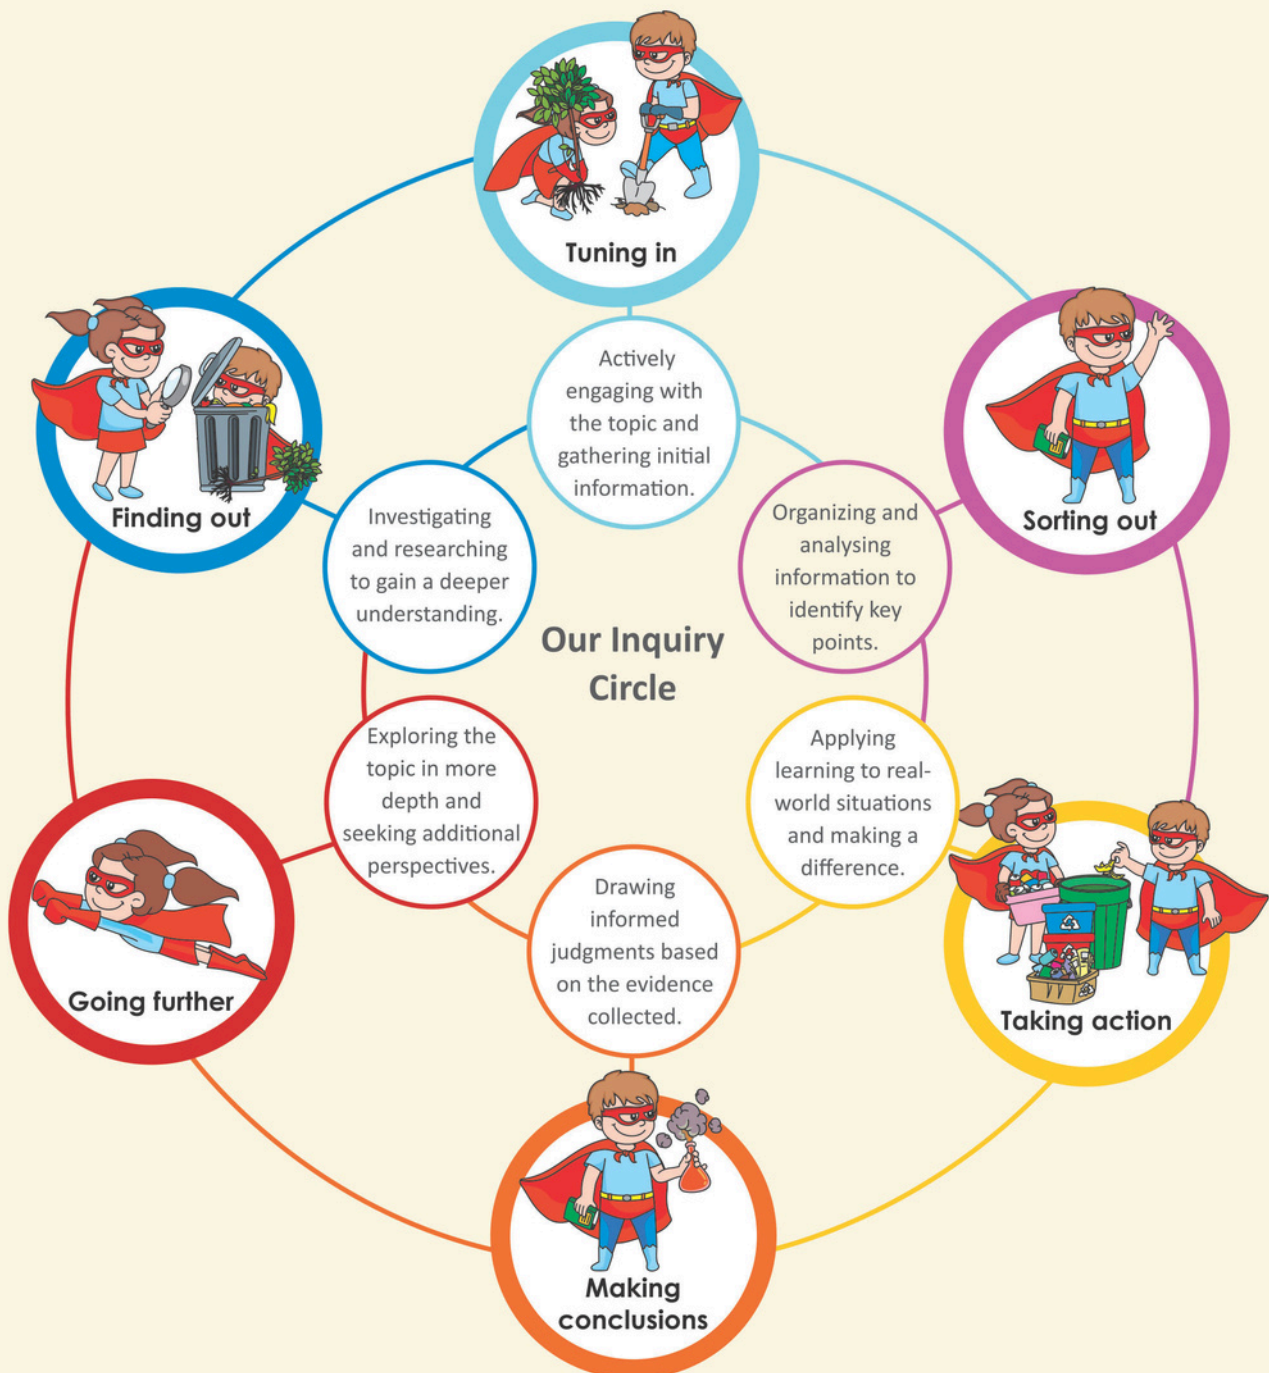 Tuning in
Actively
engaging with
the topic and
gathering initial
information.
Sorting out
Organizing and
analysing
information to
identify key
points.
Taking action
Applying
learning to real-
world situations
and making a
difference.
Making
conclusions
Drawing
informed
judgments based
on the evidence
collected.
Going further
Exploring the
topic in more
depth and
seeking additional
perspectives.
Finding out
Investigating
and researching
to gain a deeper
understanding.
Our Inquiry
Circle